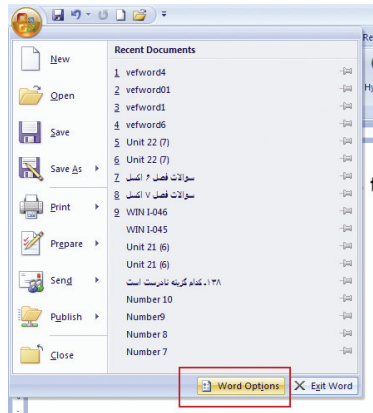 Re
New
Open
Save
Save As
Print
Prepare
Send
Publish
Close
Recent Documents
1 vefword4
2 vefword01
3 vefword1
4 vefword6
5 Unit 22 (7)
6 Unit 22 (7)
7 سوالات فصل ۶ اکسل
8 سوالات فصل ۷ اکسل
9 WIN I-046
WIN I-045
Unit 21 (6)
Unit 21 (6)
۱۳۸. کدام گزینه نادرست است
Number 10
Number9
Number 8
Number 7
Hy
f
Word Options
Exit Word